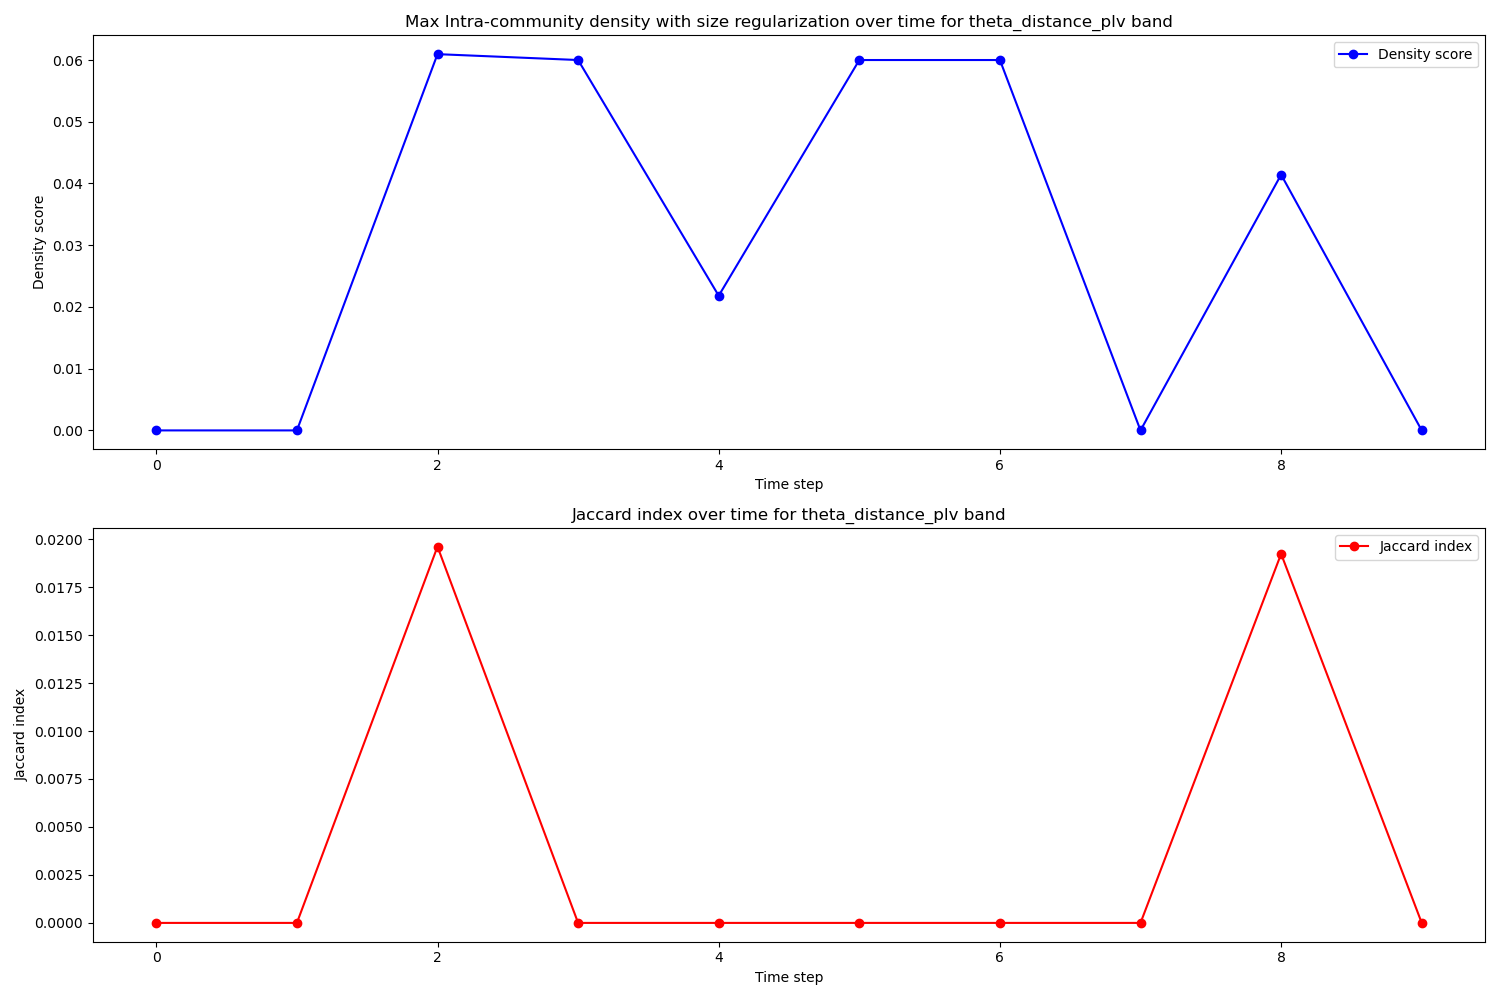 Max Intra-community density with size regularization over time for theta_distance_plv band
Density score
0.06
0.05
0.04
0.03
0.02
0.01
0.00
Density score
0 2 4 6 8
Time step
Jaccard index over time for theta_distance_plv band
Jaccard index
0.0200
0.0175
0.0150
0.0125
0.0100
0.0075
0.0050
0.0025
0.0000
Jaccard index
0 2 4 6 8
Time step